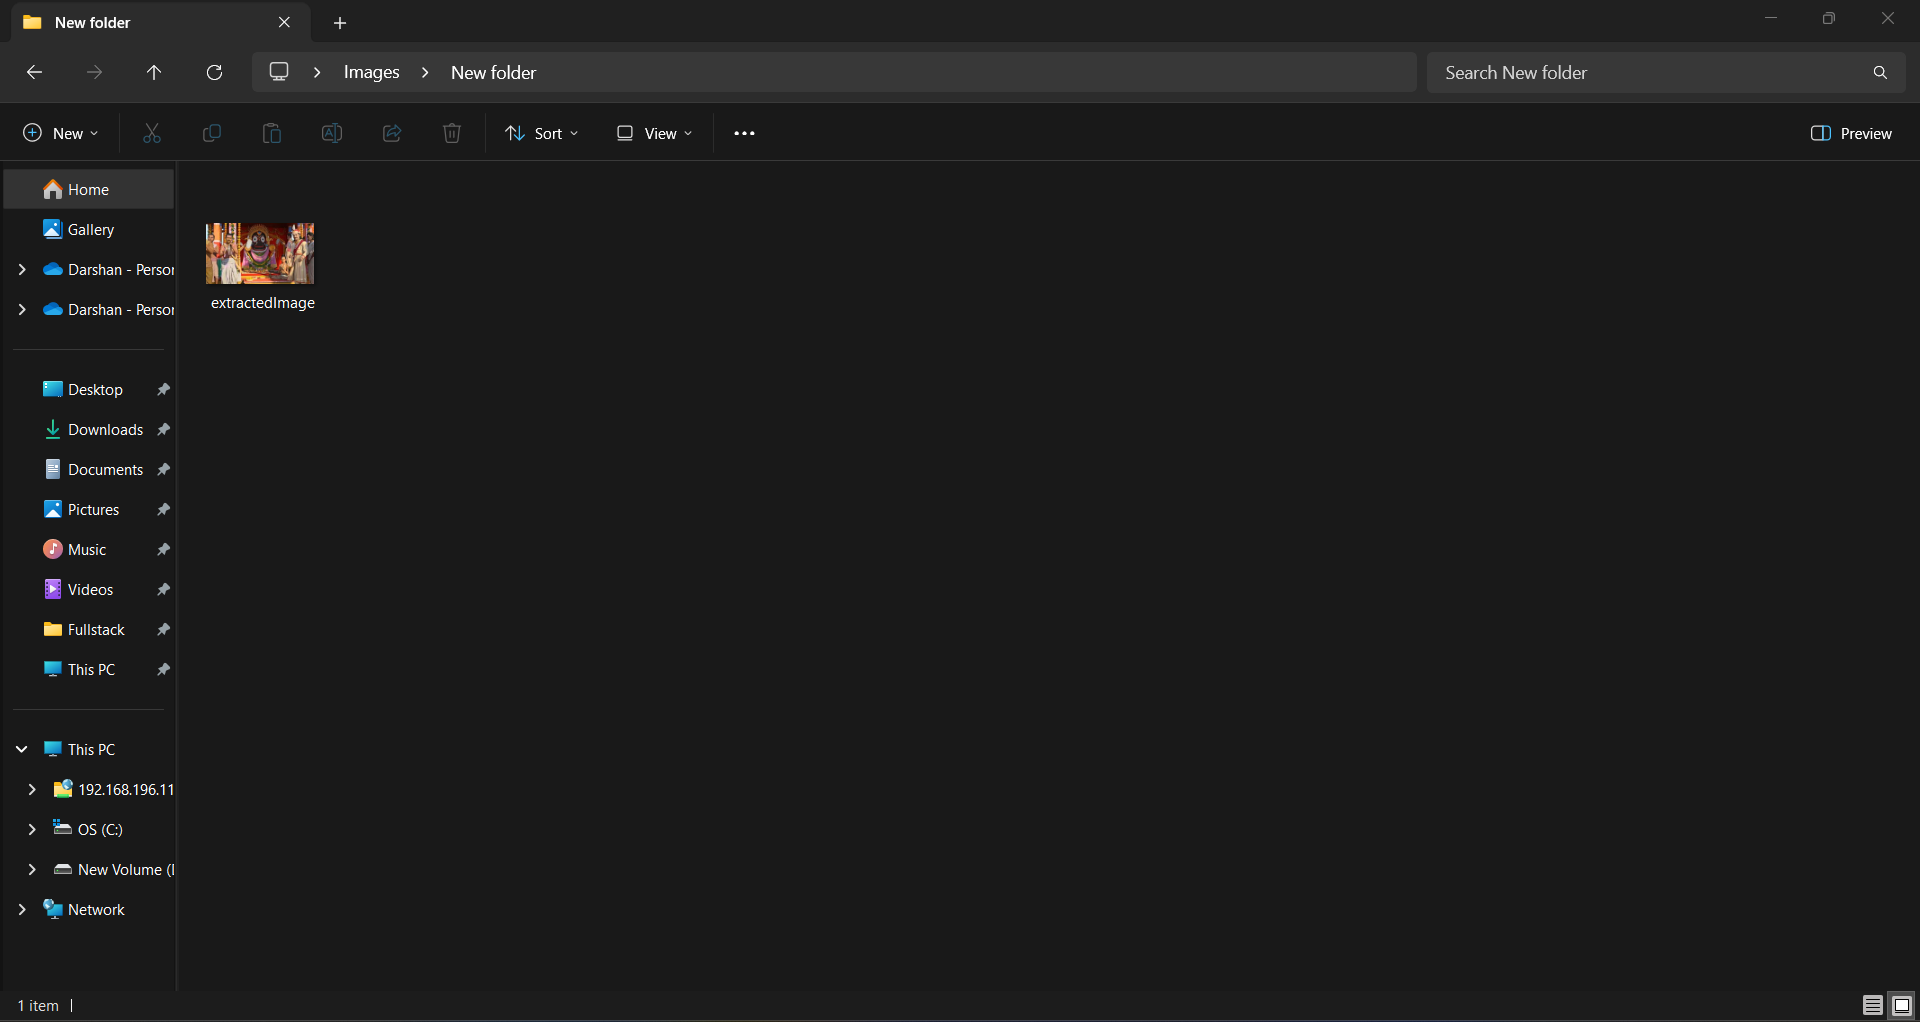 New folder
Images
New folder
Search New folder
New
Sort
View
Preview
Home
Gallery
Darshan - Person
Darshan - Person
extractedImage
Desktop
Downloads
Documents
Pictures
Music
Videos
Fullstack
This PC
This PC
192.168.196.11
OS (C:)
New Volume (
Network
1 item